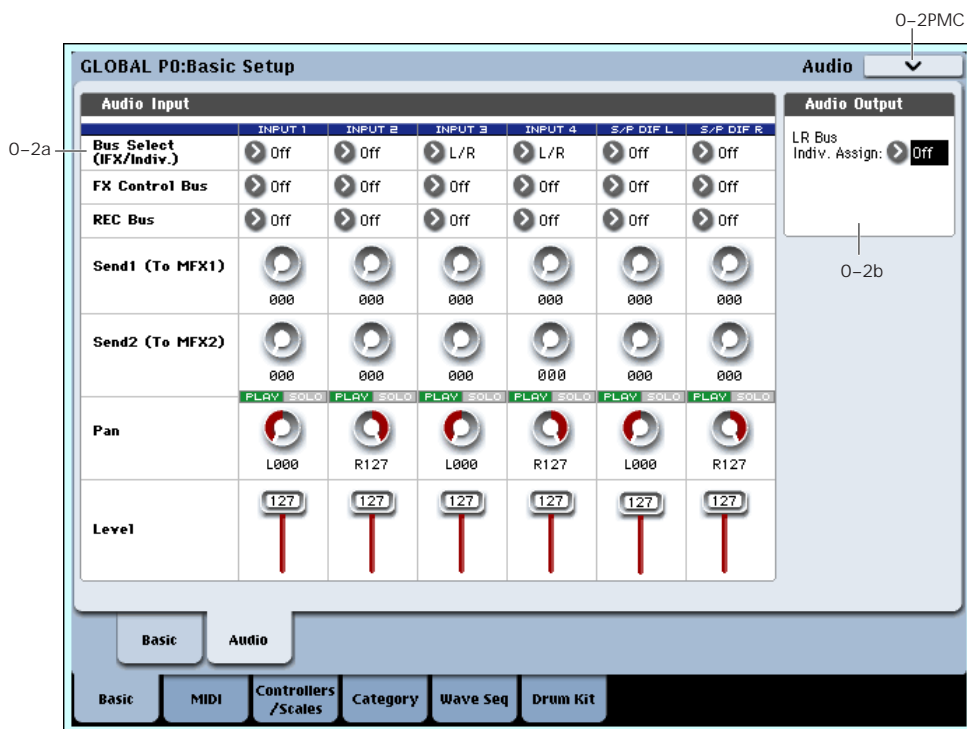 0–2PMC
GLOBAL P0:Basic Setup
Audio
Audio Input
Audio Output
INPUT 1 INPUT 2 INPUT 3 INPUT 4 S/P DIF L S/P DIF R
0–2a
Bus Select
(IFX/Indiv.)
Off Off L/R L/R Off Off
LR Bus
Indiv. Assign: Off
FX Control Bus Off Off Off Off Off Off
REC Bus Off Off Off Off Off Off
0–2b
Send1 (To MFX1)
000 000 000 000 000 000
Send2 (To MFX2)
000 000 000 000 000 000
PLAY SOLO PLAY SOLO PLAY SOLO PLAY SOLO PLAY SOLO PLAY SOLO
Pan
L000 R127 L000 R127 L000 R127
127 127 127 127 127 127
Level
Basic Audio
Basic MIDI Controllers
/Scales Category Wave Seq Drum Kit